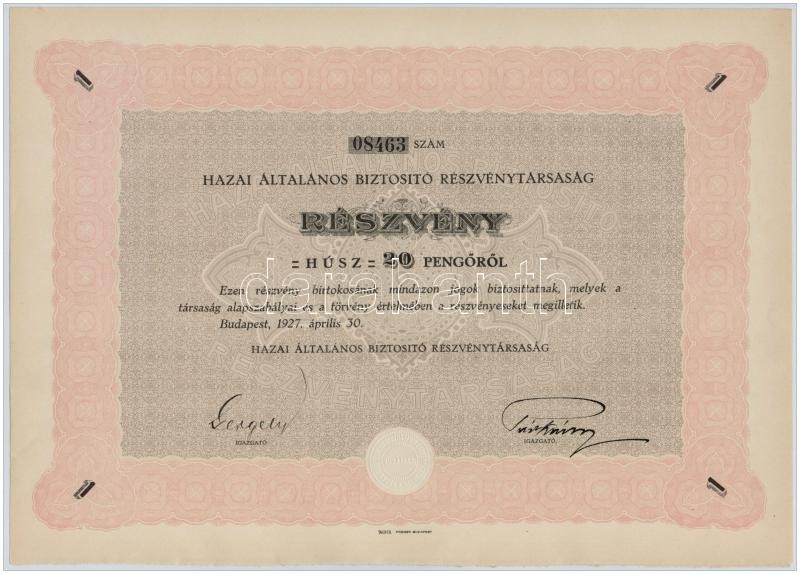 1 1
08463 SZÁM
HAZAI ÁLTALÁNOS BIZTOSITÓ RÉSZVÉNYTÁRSASÁG
RÉSZVÉNY
= HÚSZ = 20 PENGŐRŐL
Ezen részvény birtokosának mindazon jogok biztosíttatnak, melyek a
társaság alapszabályai és a törvény értelmében a részvényeseket megilletik.
Budapest, 1927. április 30.
HAZAI ÁLTALÁNOS BIZTOSITÓ RÉSZVÉNYTÁRSASÁG
darabanth
Gergely
IGAZGATÓ. IGAZGATÓ.
1 1